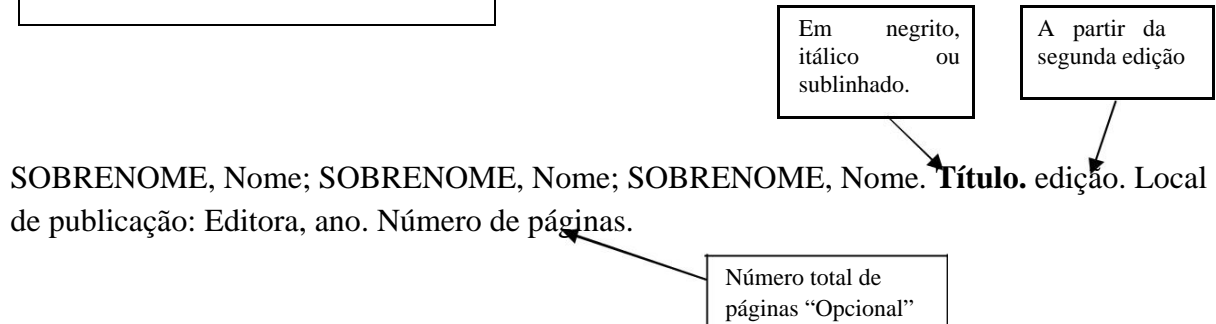 Em negrito,
itálico ou
sublinhado.
A partir da
segunda edição
SOBRENOME, Nome; SOBRENOME, Nome; SOBRENOME, Nome. Título. edição. Local
de publicação: Editora, ano. Número de páginas.
Número total de
páginas “Opcional”